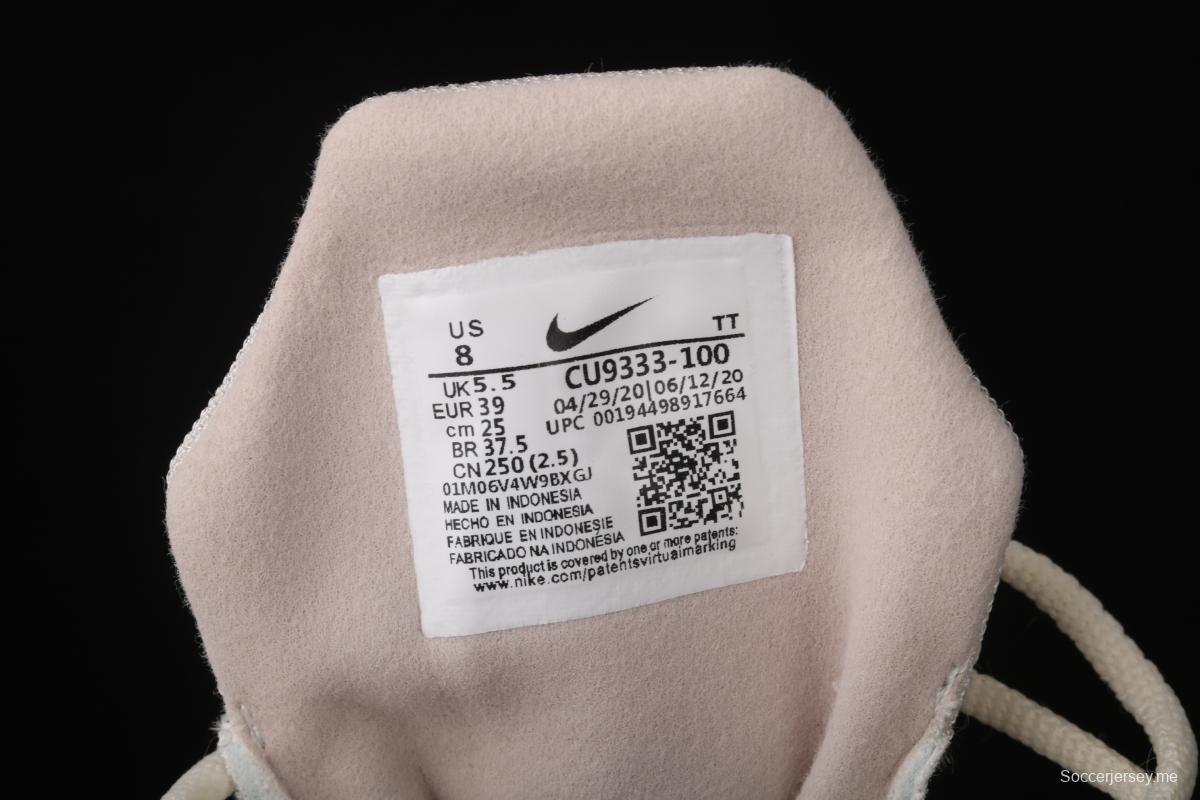 US
8
TT
UK 5.5
EUR 39
cm 25
BR 37.5
CN 250 (2.5)
CU9333-100
04/29/20|06/12/20
UPC 00194498917664
01M06V4W9BXGJ
MADE IN INDONESIA
HECHO EN INDONESIA
FABRIQUE EN INDONESIE
FABRICADO NA INDONÉSIA
This product is covered by one or more patents:
www.nike.com/patentsvirtualmarking
Soccerjersey.me